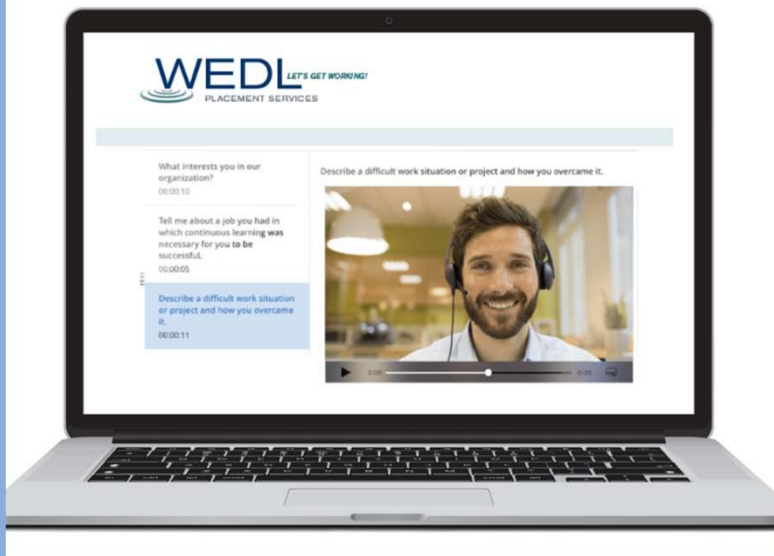 WEDL LET'S GET WORKING!
PLACEMENT SERVICES
What interests you in our
organization?
00:00:10
Tell me about a job you had in
which continuous learning was
necessary for you to be
successful.
00:00:05
Describe a difficult work situation
or project and how you overcame
it.
00:00:11
Describe a difficult work situation or project and how you overcame it.
0:05